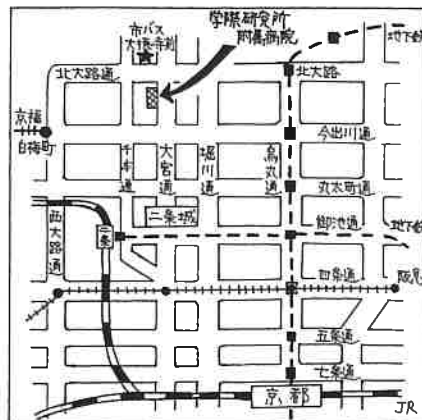 学際研究所
附属病院
市バス
大徳寺前
地下鉄
北大路通
北大路
京福
白梅町
今出川通
千本通
大宮通
堀川通
烏丸通
丸太町通
二条城
西大路通
二条
御池通
地下鉄
四条通
阪急
五条通
七条通
京都
JR